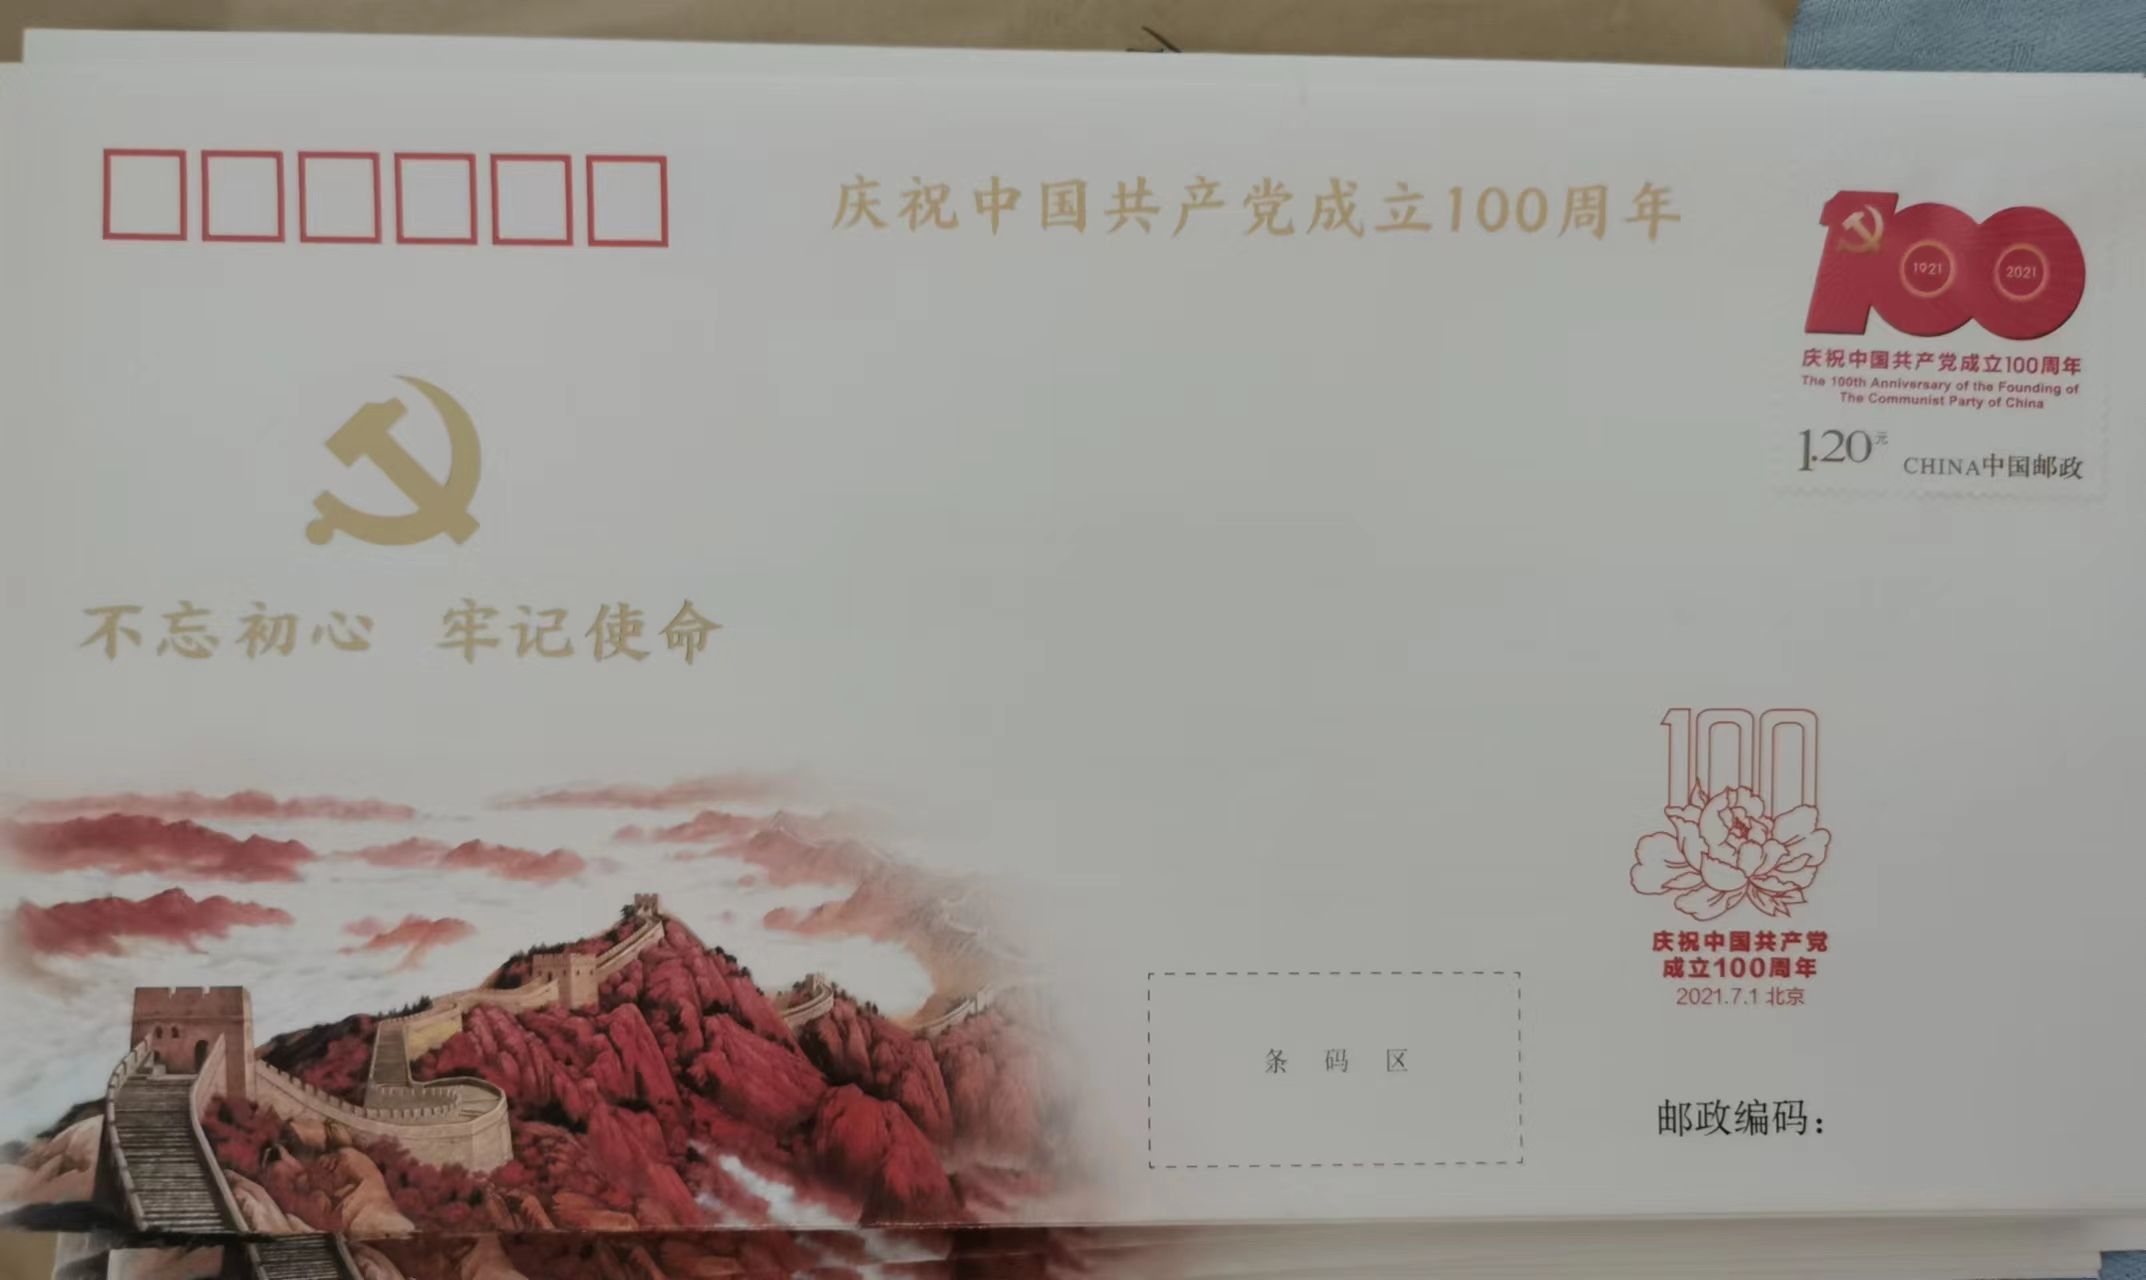 庆祝中国共产党成立100周年
100
1921
2021
庆祝中国共产党成立100周年
The 100th Anniversary of the Founding of
The Communist Party of China
1.20元
CHINA中国邮政
不忘初心 牢记使命
100
庆祝中国共产党
成立100周年
2021.7.1 北京
条 码 区
邮政编码：